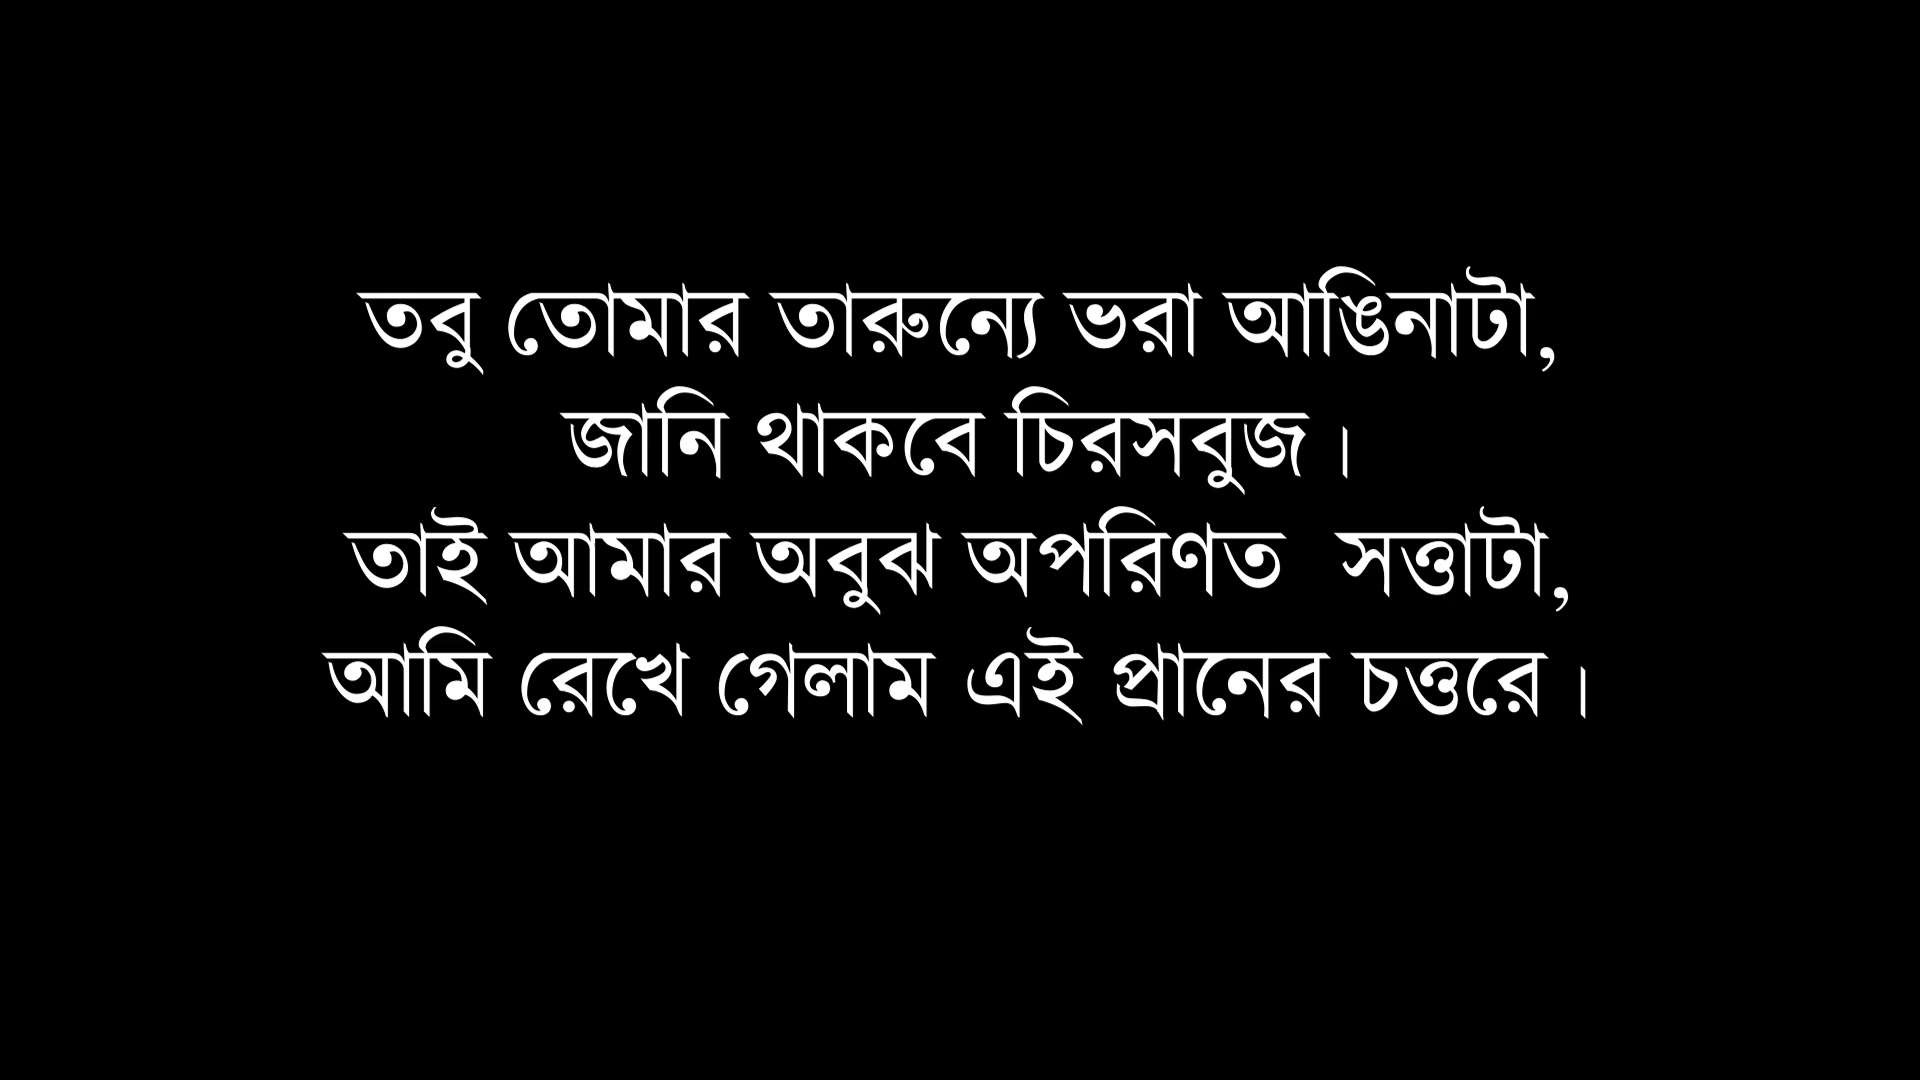 তবু তোমার তারুন্যে ভরা আঙিনাটা,
জানি থাকবে চিরসবুজ।
তাই আমার অবুঝ অপরিণত  সত্তাটা,
আমি রেখে গেলাম এই প্রানের চত্তরে।